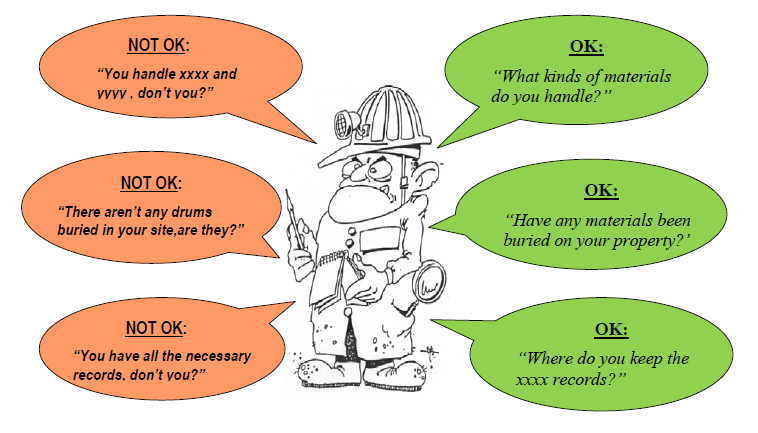 NOT OK:
“You handle xxxx and
yyyy , don’t you?”
OK:
“What kinds of materials
do you handle?”
NOT OK:
“There aren’t any drums
buried in your site,are they?”
OK:
“Have any materials been
buried on your property?’
NOT OK:
“You have all the necessary
records, don’t you?”
OK:
“Where do you keep the
xxxx records?”